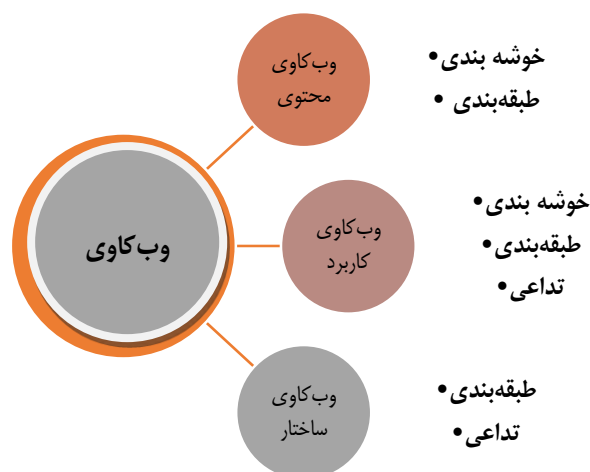 وب‌کاوی
وب‌کاوی
محتوی
•خوشه بندی
• طبقه‌بندی
وب‌کاوی
کاربرد
•خوشه بندی
•طبقه‌بندی
•تداعی
وب‌کاوی
ساختار
•طبقه‌بندی
•تداعی